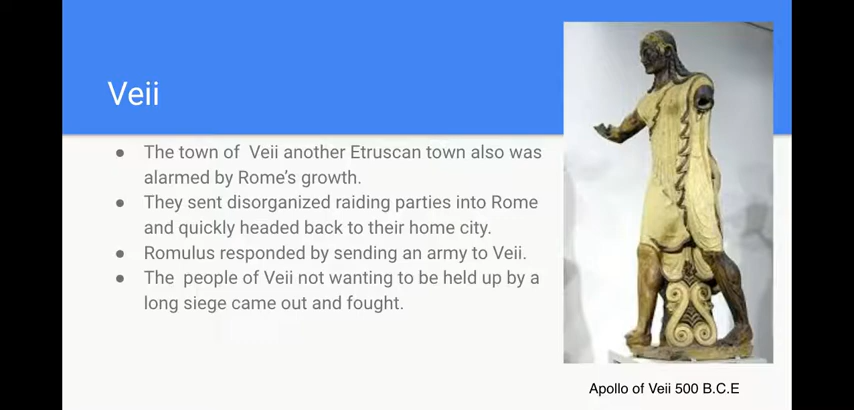 Veii
● The town of  Veii another Etruscan town also was
alarmed by Rome's growth.
● They sent disorganized raiding parties into Rome
and quickly headed back to their home city.
● Romulus responded by sending an army to Veii.
● The  people of Veii not wanting to be held up by a
long siege came out and fought.
Apollo of Veii 500 B.C.E